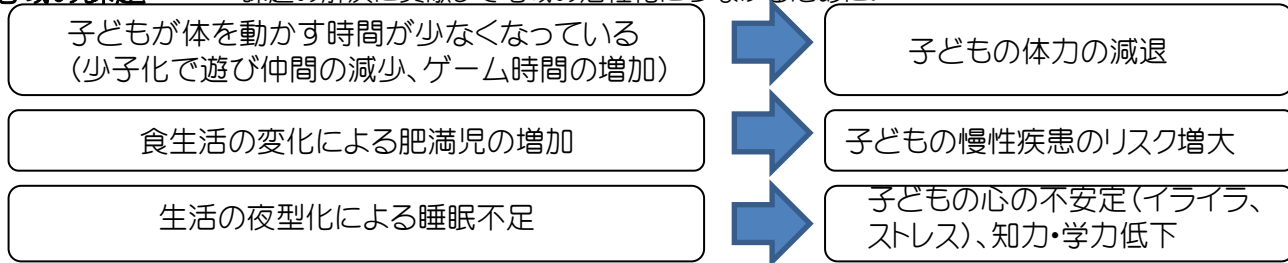 子どもが体を動かす時間が少なくなっている
（少子化で遊び仲間の減少、ゲーム時間の増加）
子どもの体力の減退
食生活の変化による肥満児の増加
子どもの慢性疾患のリスク増大
生活の夜型化による睡眠不足
子どもの心の不安定（イライラ、
ストレス）、知力・学力低下